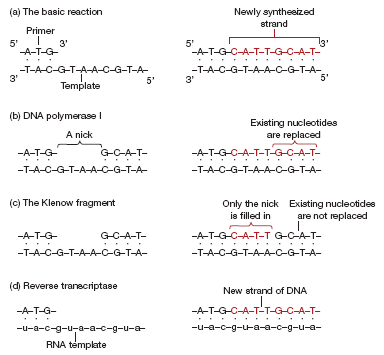 (a) The basic reaction
Primer
Newly synthesized
strand
5' 3' 5' 3'
–A–T–G– –A–T–G–C–A–T–T–G–C–A–T–
–T–A–C–G–T–A–A–C–G–T–A– –T–A–C–G–T–A–A–C–G–T–A–
3' 5' 3' 5'
Template
(b) DNA polymerase I
A nick
Existing nucleotides
are replaced
–A–T–G– G–C–A–T– –A–T–G–C–A–T–T–G–C–A–T–
–T–A–C–G–T–A–A–C–G–T–A– –T–A–C–G–T–A–A–C–G–T–A–
(c) The Klenow fragment
Only the nick
is filled in
Existing nucleotides
are not replaced
–A–T–G– G–C–A–T– –A–T–G–C–A–T–T G–C–A–T–
–T–A–C–G–T–A–A–C–G–T–A– –T–A–C–G–T–A–A–C–G–T–A–
(d) Reverse transcriptase
New strand of DNA
–A–T–G– –A–T–G–C–A–T–T–G–C–A–T–
–u–a–c–g–u–a–a–c–g–u–a– –u–a–c–g–u–a–a–c–g–u–a–
RNA template